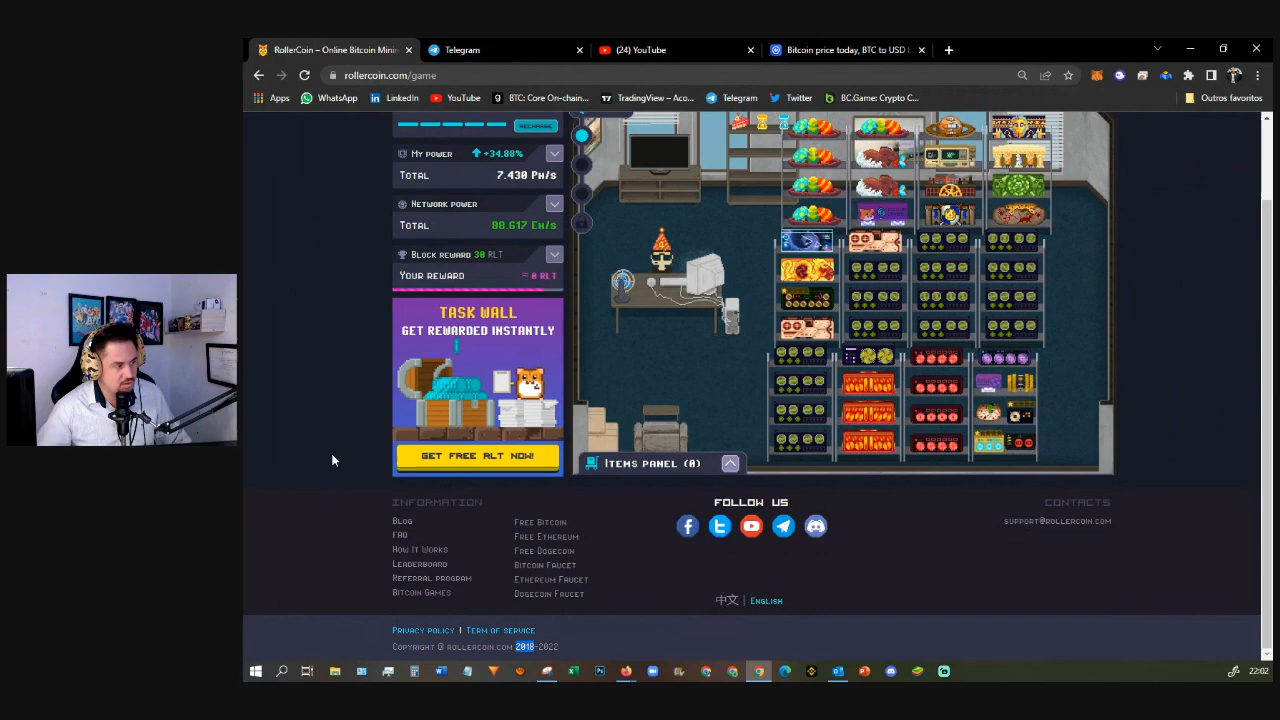 RollerCoin – Online Bitcoin Mini
Telegram
(24) YouTube
Bitcoin price today, BTC to USD l
rollercoin.com/game
Apps
WhatsApp
LinkedIn
YouTube
BTC: Core On-chain...
TradingView – Aco...
Telegram
Twitter
BC.Game: Crypto C...
Outros favoritos
RECHARGE
My power
+34.88%
Total
7.430 Ph/s
Network power
Total
88.617 Eh/s
Block reward 30 RLT
Your reward
≈ 0 RLT
TASK WALL
GET REWARDED INSTANTLY
GET FREE RLT NOW!
Items panel (0)
INFORMATION
Blog
FAQ
How It Works
Leaderboard
Referral program
Bitcoin Games
Free Bitcoin
Free Ethereum
Free Dogecoin
Bitcoin Faucet
Ethereum Faucet
Dogecoin Faucet
FOLLOW US
中文 | English
CONTACTS
support@rollercoin.com
Privacy policy | Term of service
Copyright @ rollercoin.com 2018-2022
22:02